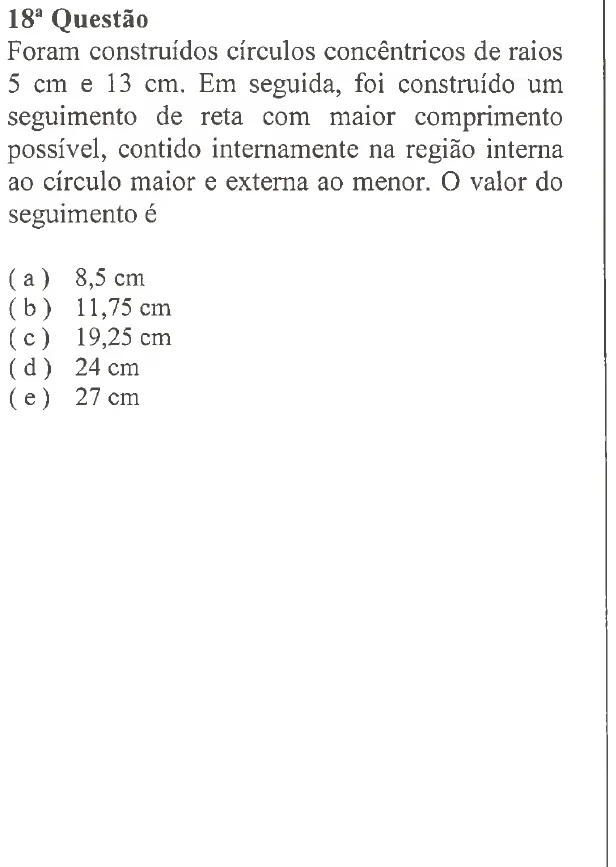 18ª Questão
Foram construídos círculos concêntricos de raios
5 cm e 13 cm. Em seguida, foi construído um
seguimento de reta com maior comprimento
possível, contido internamente na região interna
ao círculo maior e externa ao menor. O valor do
seguimento é
( a ) 8,5 cm
( b ) 11,75 cm
( c ) 19,25 cm
( d ) 24 cm
( e ) 27 cm